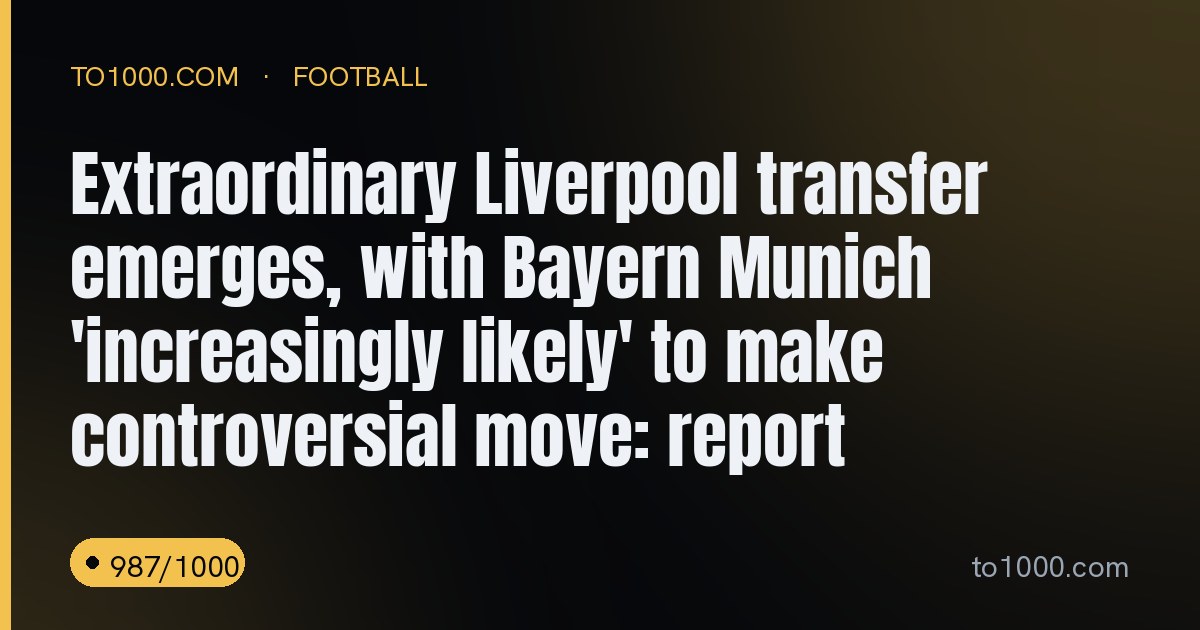 TO1000.COM · FOOTBALL
Extraordinary Liverpool transfer
emerges, with Bayern Munich
'increasingly likely' to make
controversial move: report
987/1000
to1000.com